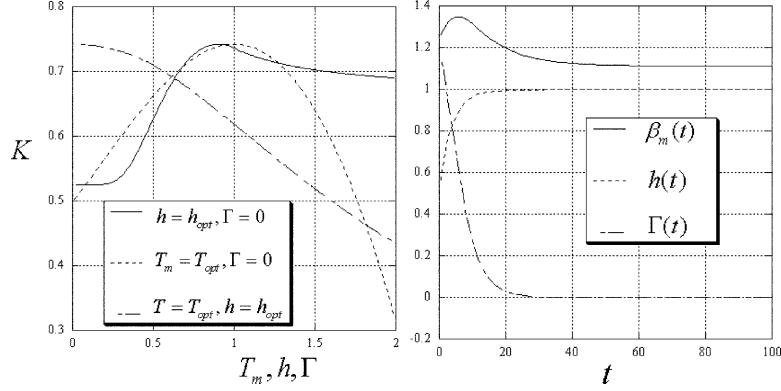 0.8
0.7
0.6
0.5
0.4
0.3
K
0
0.5
1
1.5
2
T_m, h, Γ
h = h_opt, Γ = 0
T_m = T_opt, Γ = 0
T = T_opt, h = h_opt
1.4
1.2
1
0.8
0.6
0.4
0.2
0
-0.2
0
20
40
60
80
100
t
β_m(t)
h(t)
Γ(t)